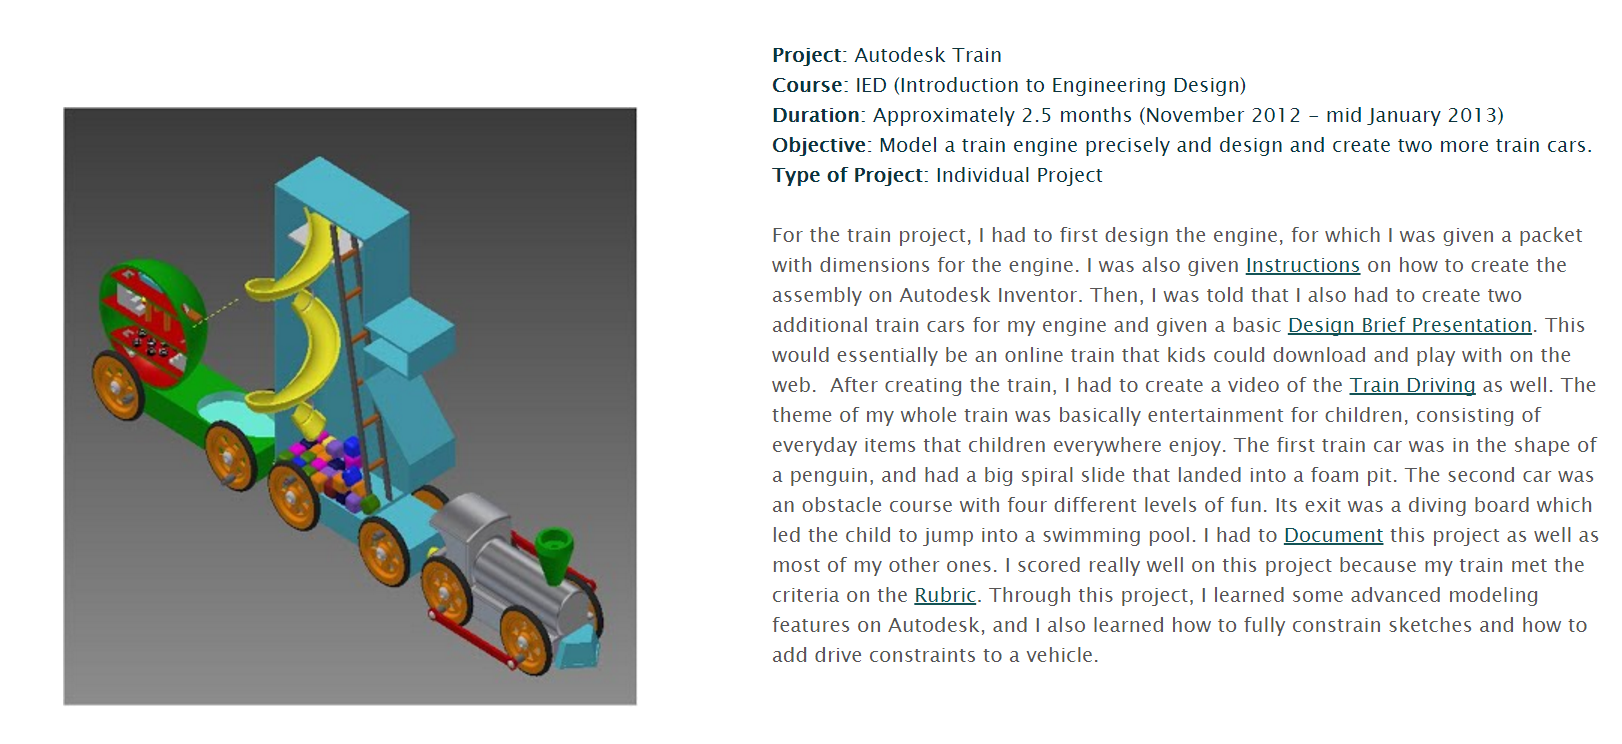 Project: Autodesk Train
Course: IED (Introduction to Engineering Design)
Duration: Approximately 2.5 months (November 2012 – mid January 2013)
Objective: Model a train engine precisely and design and create two more train cars.
Type of Project: Individual Project
For the train project, I had to first design the engine, for which I was given a packet
with dimensions for the engine. I was also given Instructions on how to create the
assembly on Autodesk Inventor. Then, I was told that I also had to create two
additional train cars for my engine and given a basic Design Brief Presentation. This
would essentially be an online train that kids could download and play with on the
web.  After creating the train, I had to create a video of the Train Driving as well. The
theme of my whole train was basically entertainment for children, consisting of
everyday items that children everywhere enjoy. The first train car was in the shape of
a penguin, and had a big spiral slide that landed into a foam pit. The second car was
an obstacle course with four different levels of fun. Its exit was a diving board which
led the child to jump into a swimming pool. I had to Document this project as well as
most of my other ones. I scored really well on this project because my train met the
criteria on the Rubric. Through this project, I learned some advanced modeling
features on Autodesk, and I also learned how to fully constrain sketches and how to
add drive constraints to a vehicle.